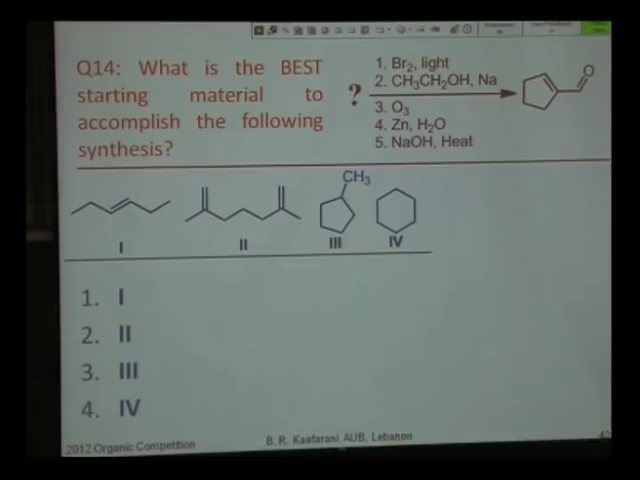 Q14: What is the BEST
starting material to
accomplish the following
synthesis?
?
1. Br2, light
2. CH3CH2OH, Na
3. O3
4. Zn, H2O
5. NaOH, Heat
O
CH3
I
II
III
IV
1. I
2. II
3. III
4. IV
2012 Organic Competition
B. R. Kaafarani, AUB, Lebanon